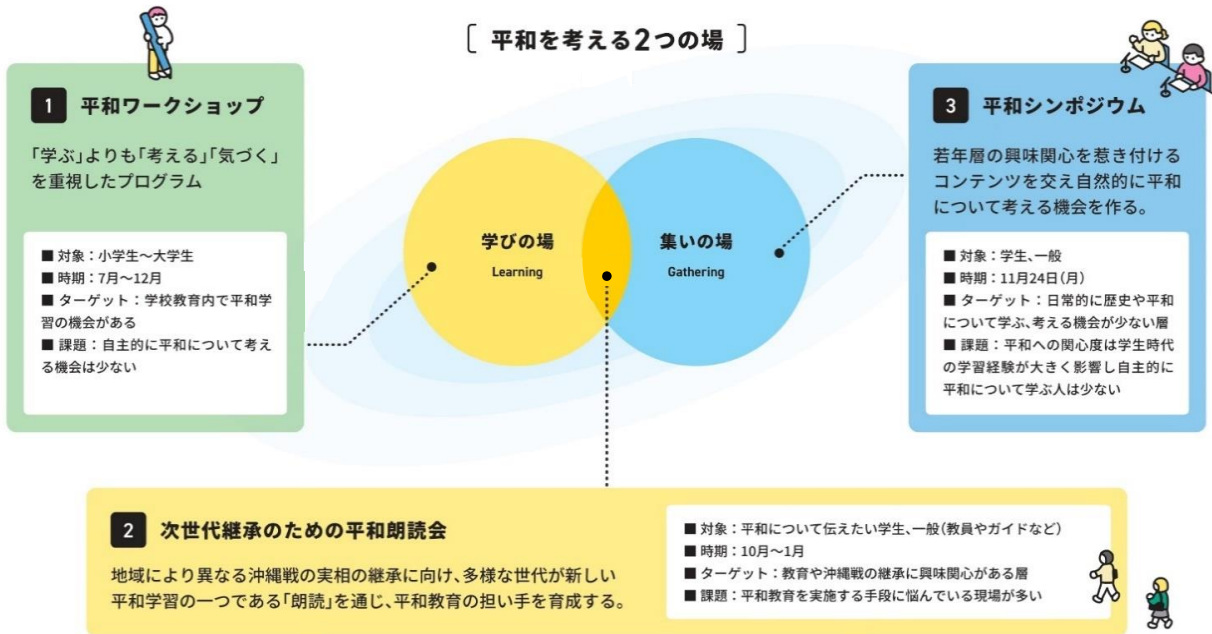 [ 平和を考える2つの場 ]
1 平和ワークショップ
「学ぶ」よりも「考える」「気づく」
を重視したプログラム
■ 対象：小学生～大学生
■ 時期：7月～12月
■ ターゲット：学校教育内で平和学
習の機会がある
■ 課題：自主的に平和について考え
る機会は少ない
学びの場
Learning
集いの場
Gathering
3 平和シンポジウム
若年層の興味関心を惹き付ける
コンテンツを交え自然的に平和
について考える機会を作る。
■ 対象：学生、一般
■ 時期：11月24日（月）
■ ターゲット：日常的に歴史や平和
について学ぶ、考える機会が少ない層
■ 課題：平和への関心度は学生時代
の学習経験が大きく影響し自主的に
平和について学ぶ人は少ない
2 次世代継承のための平和朗読会
地域により異なる沖縄戦の実相の継承に向け、多様な世代が新しい
平和学習の一つである「朗読」を通じ、平和教育の担い手を育成する。
■ 対象：平和について伝えたい学生、一般（教員やガイドなど）
■ 時期：10月～1月
■ ターゲット：教育や沖縄戦の継承に興味関心がある層
■ 課題：平和教育を実施する手段に悩んでいる現場が多い